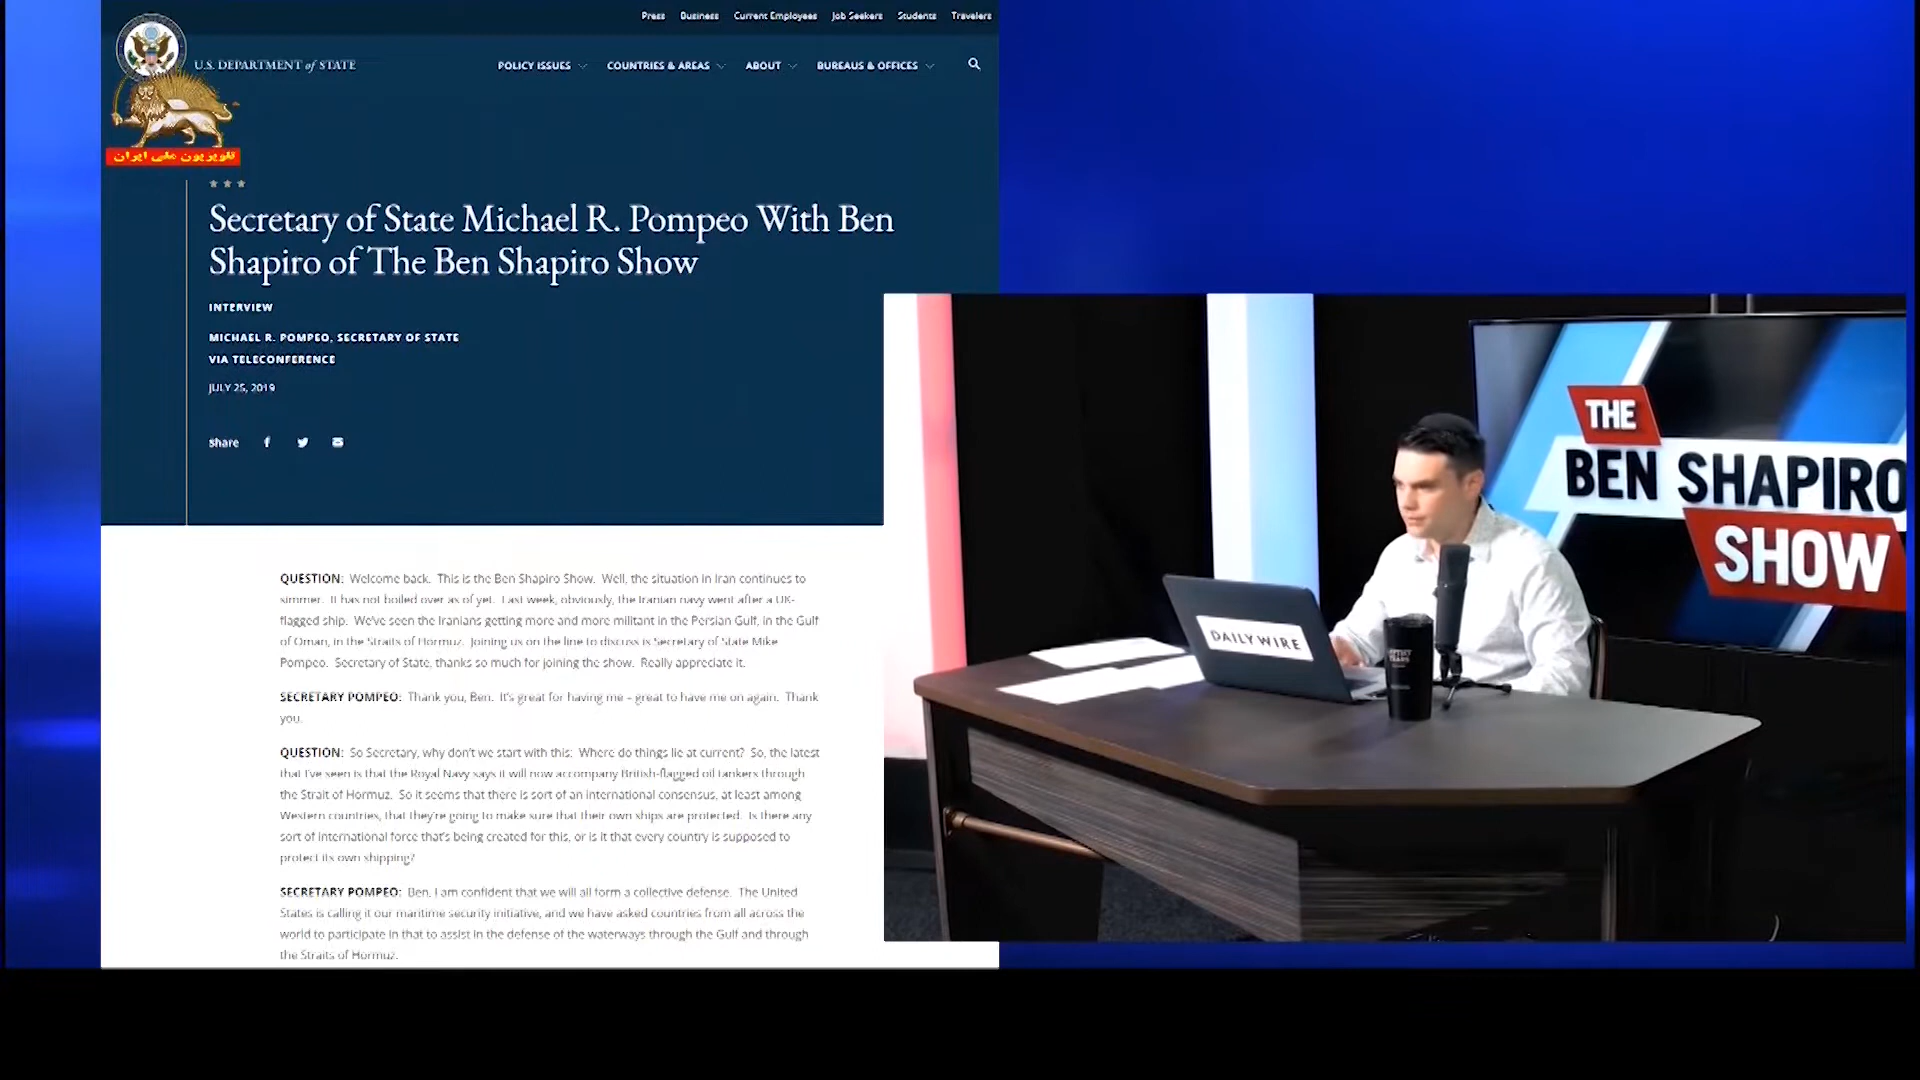 Press Business Current Employees Job Seekers Students Travelers
U.S. DEPARTMENT of STATE
POLICY ISSUES COUNTRIES & AREAS ABOUT BUREAUS & OFFICES
تلویزیون ملی ایران
Secretary of State Michael R. Pompeo With Ben
Shapiro of The Ben Shapiro Show
INTERVIEW
MICHAEL R. POMPEO, SECRETARY OF STATE
VIA TELECONFERENCE
JULY 25, 2019
share
QUESTION: Welcome back. This is the Ben Shapiro Show. Well, the situation in Iran continues to
simmer. It has not boiled over as of yet. Last week, obviously, the Iranian navy went after a UK-
flagged ship. We've seen the Iranians getting more and more militant in the Persian Gulf, in the Gulf
of Oman, in the Straits of Hormuz. Joining us on the line to discuss is Secretary of State Mike
Pompeo. Secretary of State, thanks so much for joining the show. Really appreciate it.
SECRETARY POMPEO: Thank you, Ben. It's great for having me – great to have me on again. Thank
you.
QUESTION: So Secretary, why don't we start with this: Where do things lie at current? So, the latest
that I've seen is that the Royal Navy says it will now accompany British-flagged oil tankers through
the Strait of Hormuz. So it seems that there is sort of an international consensus, at least among
Western countries, that they're going to make sure that their own ships are protected. Is there any
sort of international force that's being created for this, or is it that every country is supposed to
protect its own shipping?
SECRETARY POMPEO: Ben, I am confident that we will all form a collective defense. The United
States is calling it our maritime security initiative, and we have asked countries from all across the
world to participate in that to assist in the defense of the waterways through the Gulf and through
the Straits of Hormuz.
THE
BEN SHAPIRO
SHOW
DAILY WIRE
TEARS